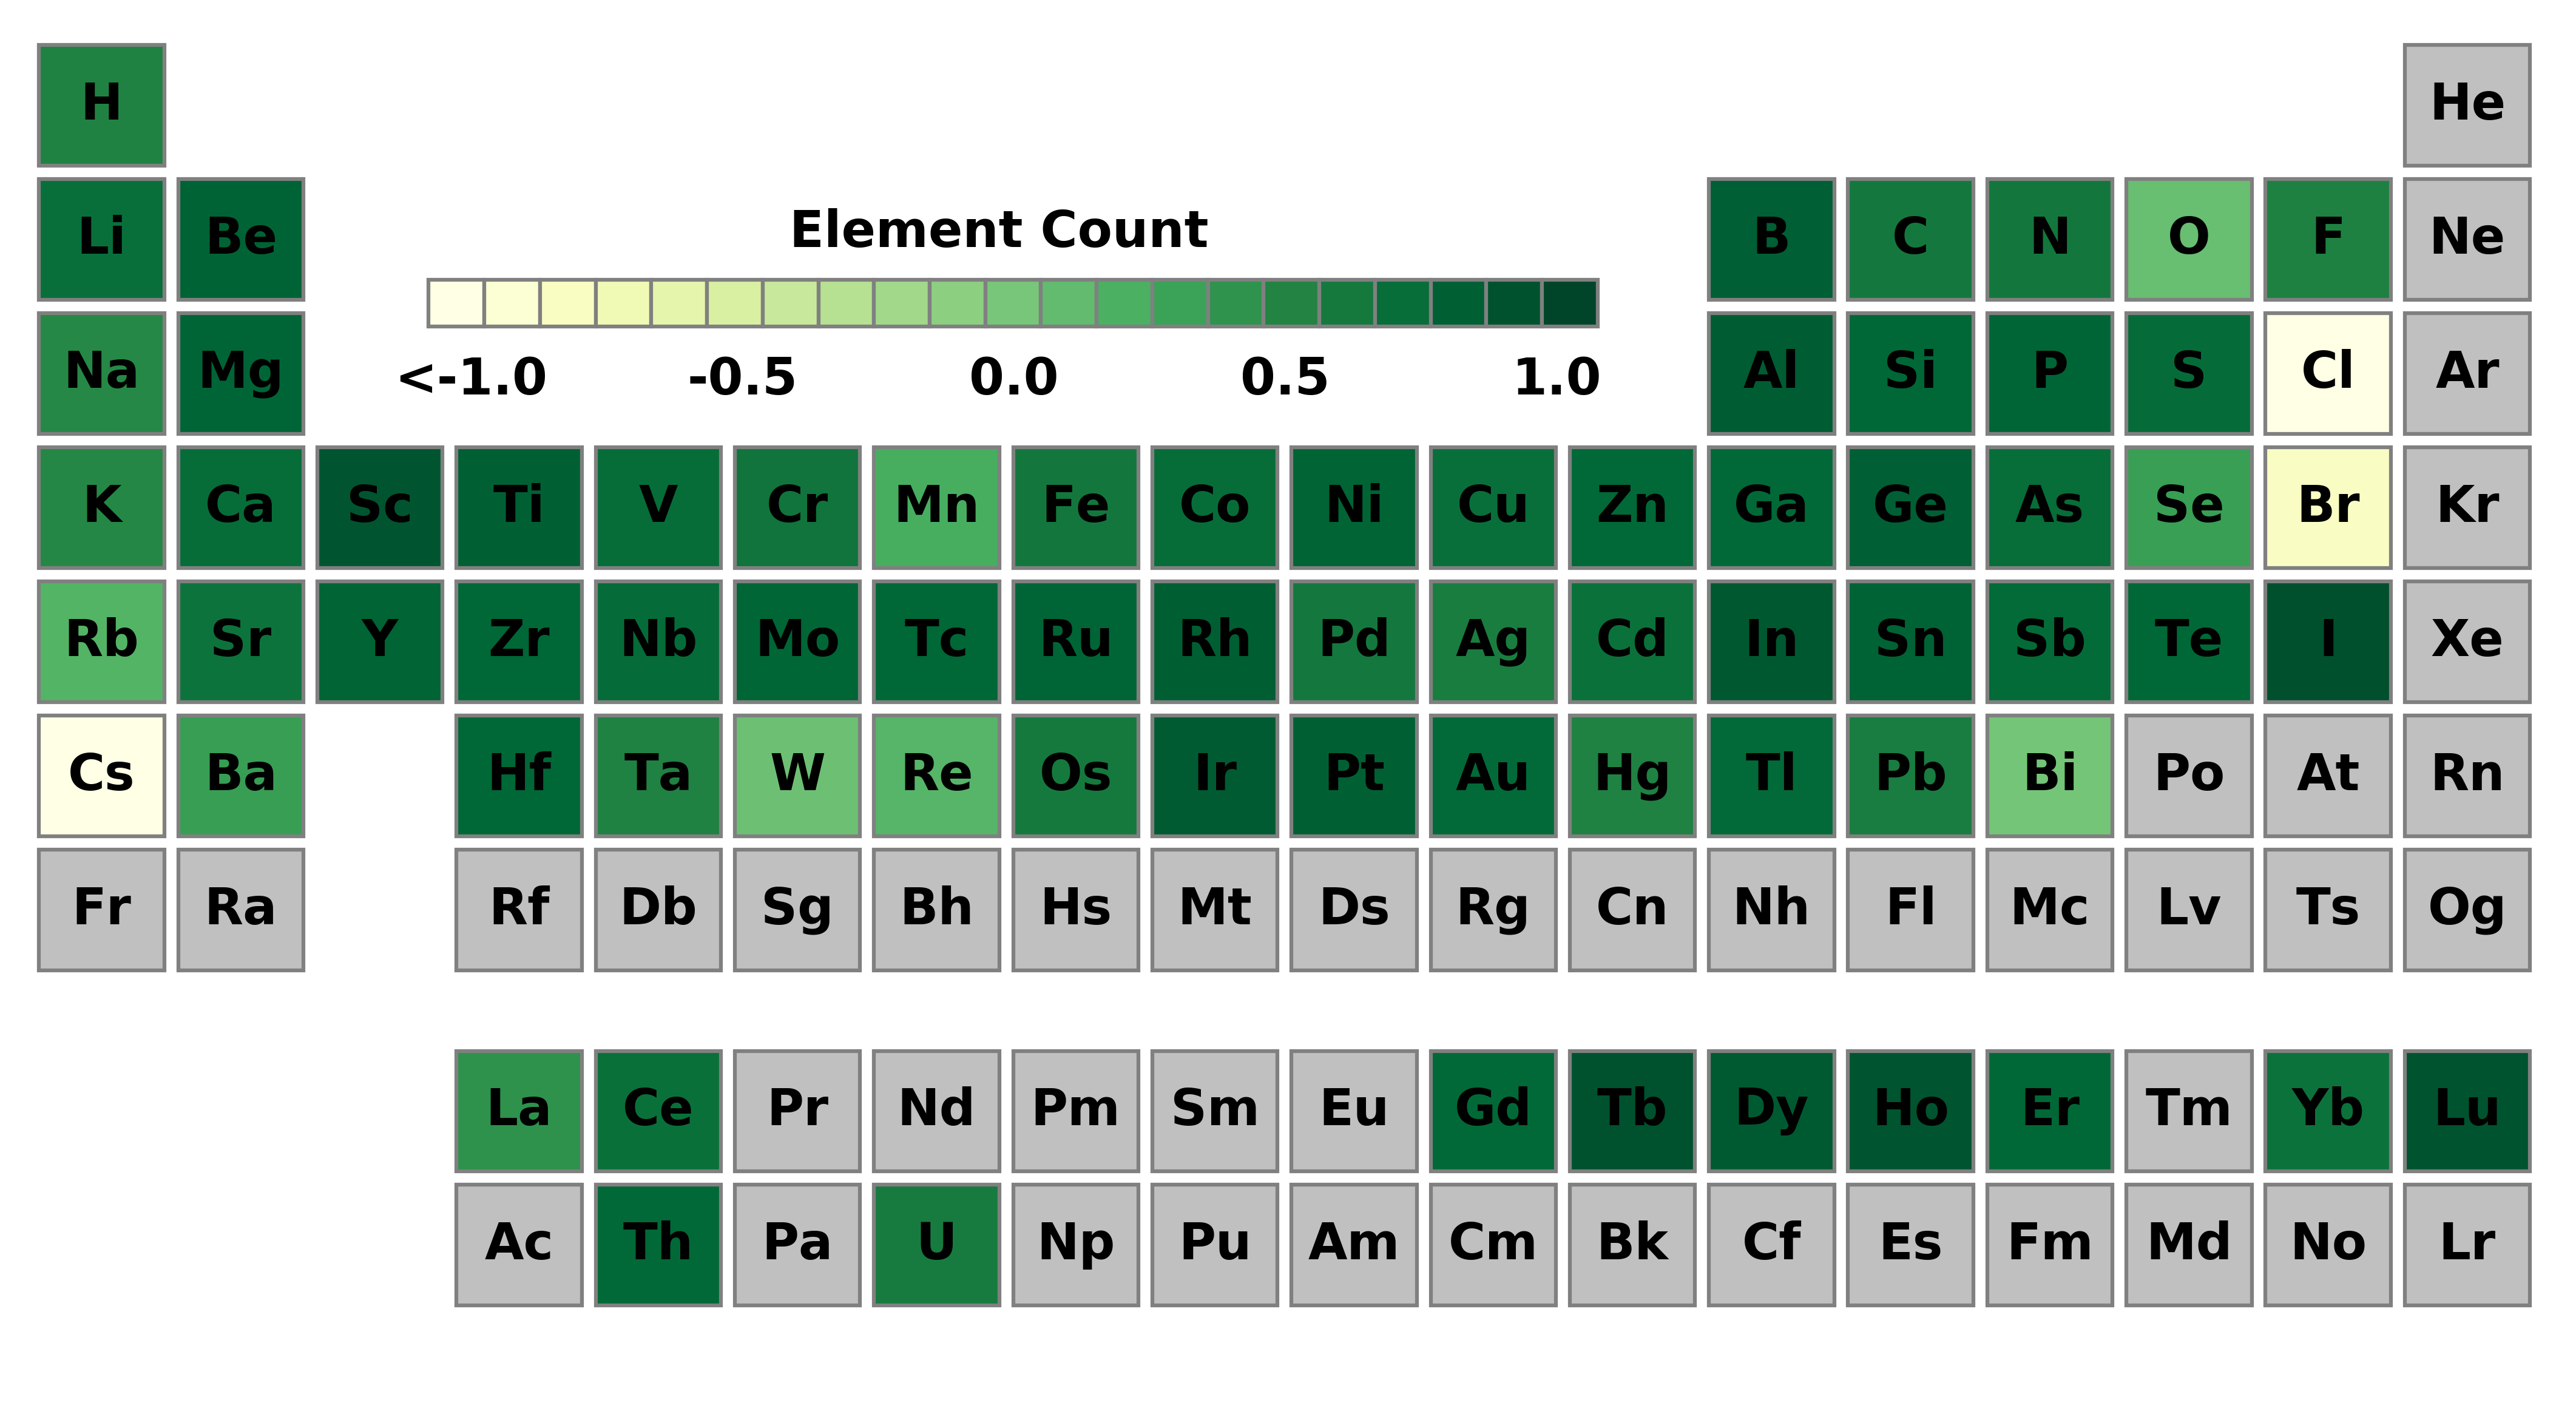 H He
Li Be B C N O F Ne
Element Count
Na Mg Al Si P S Cl Ar
<-1.0 -0.5 0.0 0.5 1.0
K Ca Sc Ti V Cr Mn Fe Co Ni Cu Zn Ga Ge As Se Br Kr
Rb Sr Y Zr Nb Mo Tc Ru Rh Pd Ag Cd In Sn Sb Te I Xe
Cs Ba Hf Ta W Re Os Ir Pt Au Hg Tl Pb Bi Po At Rn
Fr Ra Rf Db Sg Bh Hs Mt Ds Rg Cn Nh Fl Mc Lv Ts Og
La Ce Pr Nd Pm Sm Eu Gd Tb Dy Ho Er Tm Yb Lu
Ac Th Pa U Np Pu Am Cm Bk Cf Es Fm Md No Lr